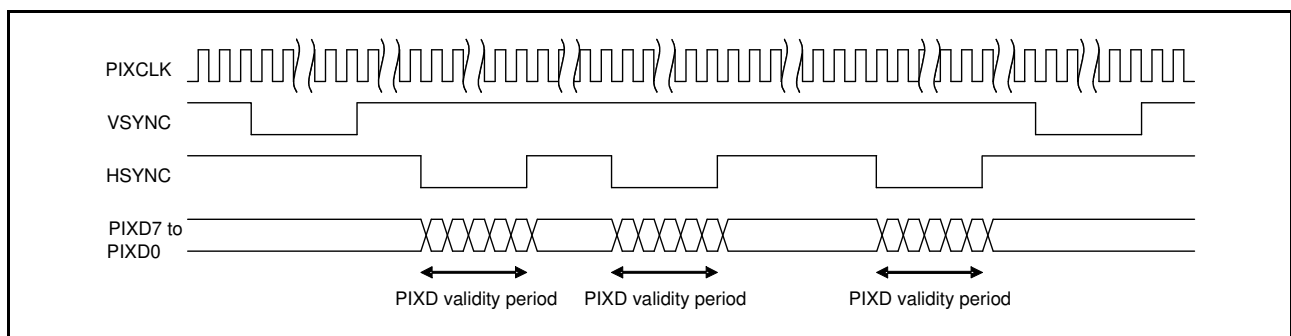 PIXCLK
VSYNC
HSYNC
PIXD7 to
PIXD0
PIXD validity period
PIXD validity period
PIXD validity period